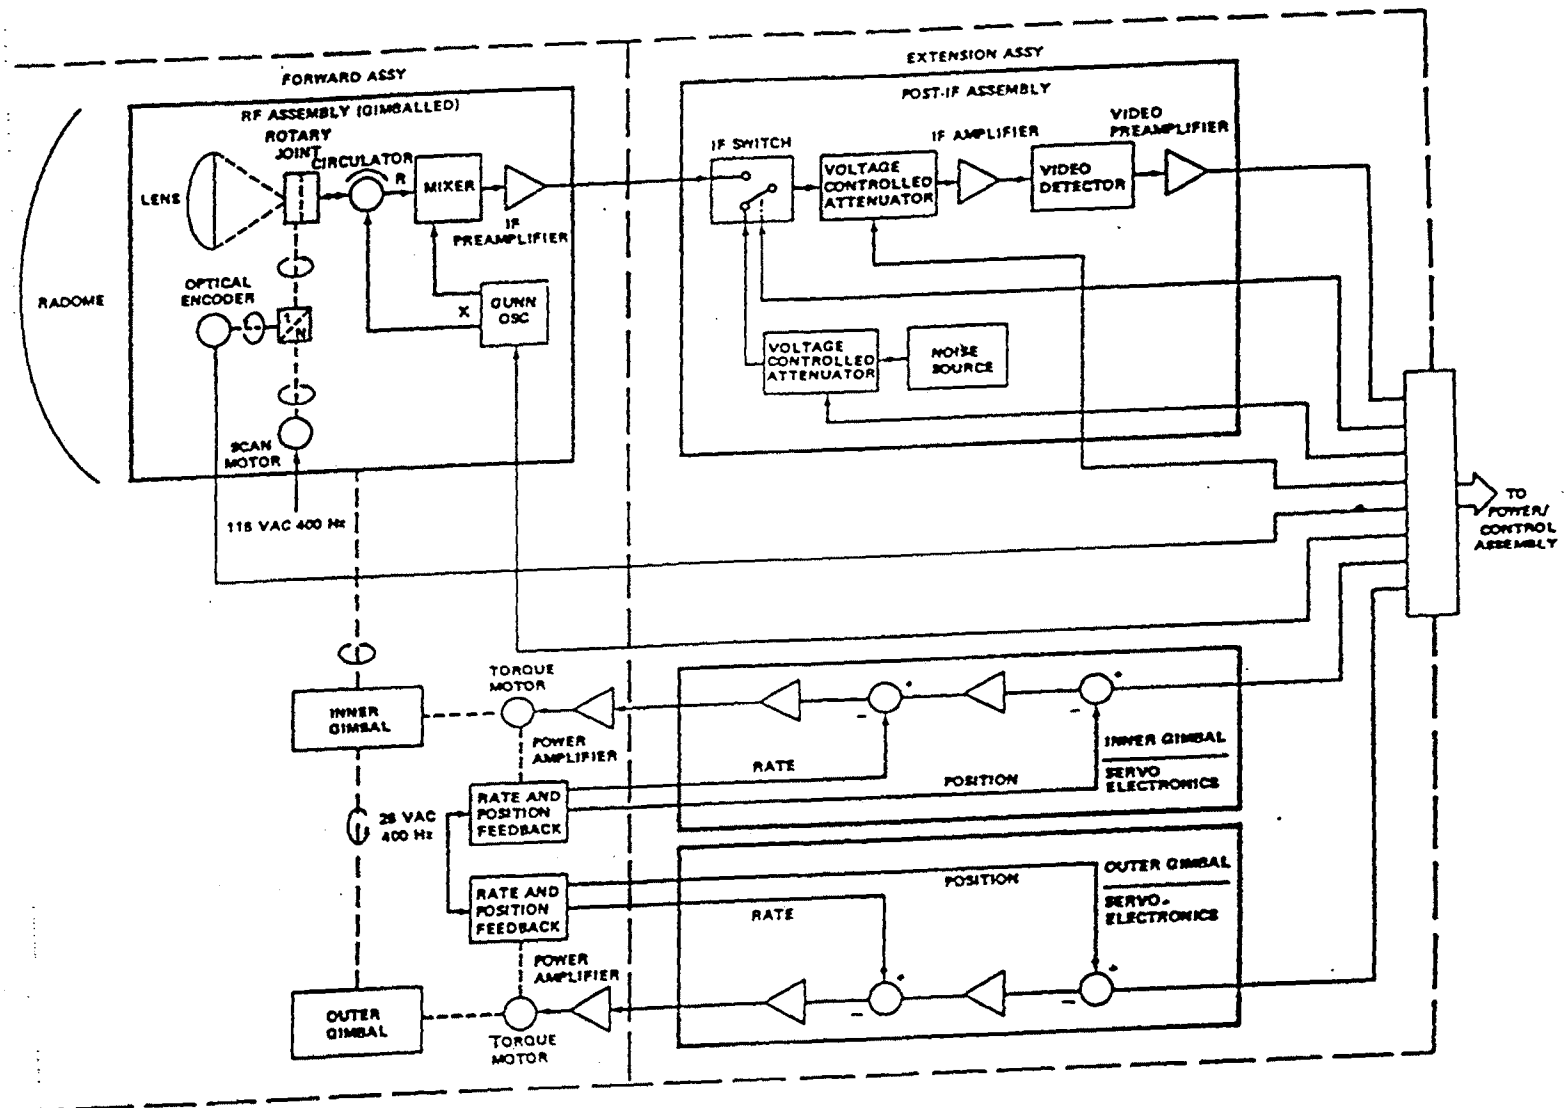 FORWARD ASSY
EXTENSION ASSY
RF ASSEMBLY (GIMBALLED)
POST-IF ASSEMBLY
ROTARY
JOINT
CIRCULATOR
R
MIXER
LENS
IF
PREAMPLIFIER
IF SWITCH
VOLTAGE
CONTROLLED
ATTENUATOR
IF AMPLIFIER
VIDEO
DETECTOR
VIDEO
PREAMPLIFIER
RADOME
OPTICAL
ENCODER
1/N
X
GUNN
OSC
VOLTAGE
CONTROLLED
ATTENUATOR
NOISE
SOURCE
SCAN
MOTOR
115 VAC 400 Hz
TO
POWER/
CONTROL
ASSEMBLY
TORQUE
MOTOR
INNER
GIMBAL
POWER
AMPLIFIER
+
-
+
-
RATE
POSITION
INNER GIMBAL
SERVO
ELECTRONICS
RATE AND
POSITION
FEEDBACK
28 VAC
400 Hz
RATE AND
POSITION
FEEDBACK
POSITION
RATE
OUTER GIMBAL
SERVO
ELECTRONICS
POWER
AMPLIFIER
+
-
+
-
OUTER
GIMBAL
TORQUE
MOTOR